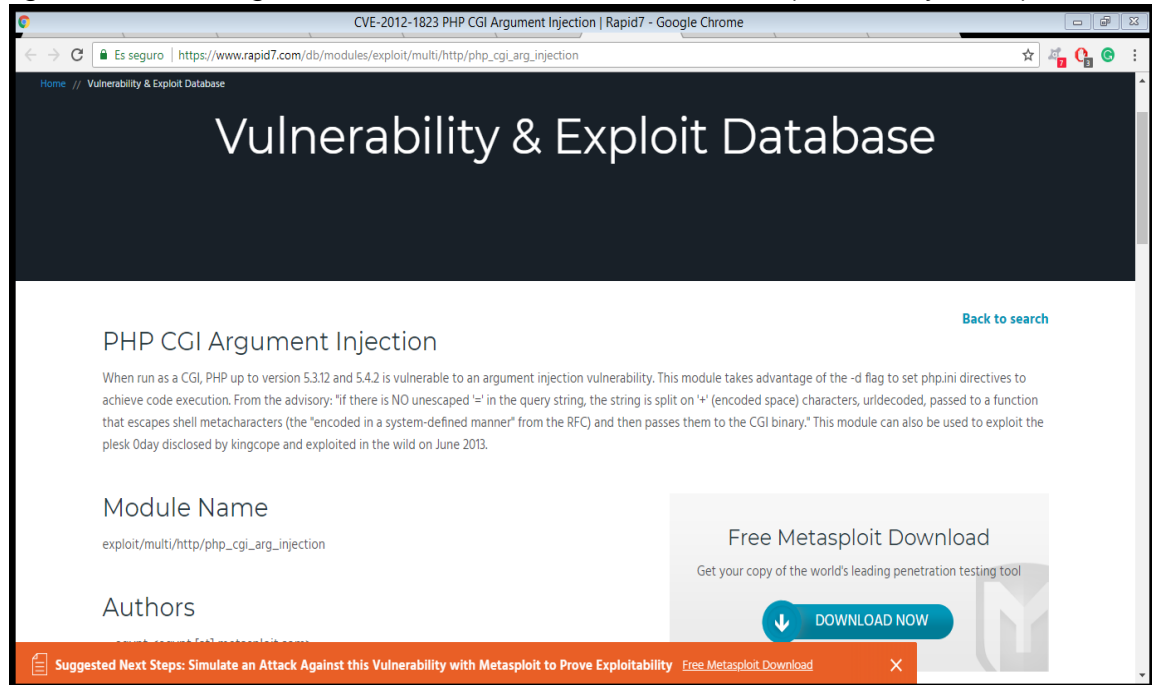 CVE-2012-1823 PHP CGI Argument Injection | Rapid7 - Google Chrome
Es seguro | https://www.rapid7.com/db/modules/exploit/multi/http/php_cgi_arg_injection
7
3
G
Home // Vulnerability & Exploit Database
Vulnerability & Exploit Database
Back to search
PHP CGI Argument Injection
When run as a CGI, PHP up to version 5.3.12 and 5.4.2 is vulnerable to an argument injection vulnerability. This module takes advantage of the -d flag to set php.ini directives to
achieve code execution. From the advisory: "if there is NO unescaped '=' in the query string, the string is split on '+' (encoded space) characters, urldecoded, passed to a function
that escapes shell metacharacters (the "encoded in a system-defined manner" from the RFC) and then passes them to the CGI binary." This module can also be used to exploit the
plesk 0day disclosed by kingcope and exploited in the wild on June 2013.
Module Name
exploit/multi/http/php_cgi_arg_injection
Free Metasploit Download
Get your copy of the world's leading penetration testing tool
DOWNLOAD NOW
Authors
Suggested Next Steps: Simulate an Attack Against this Vulnerability with Metasploit to Prove Exploitability Free Metasploit Download